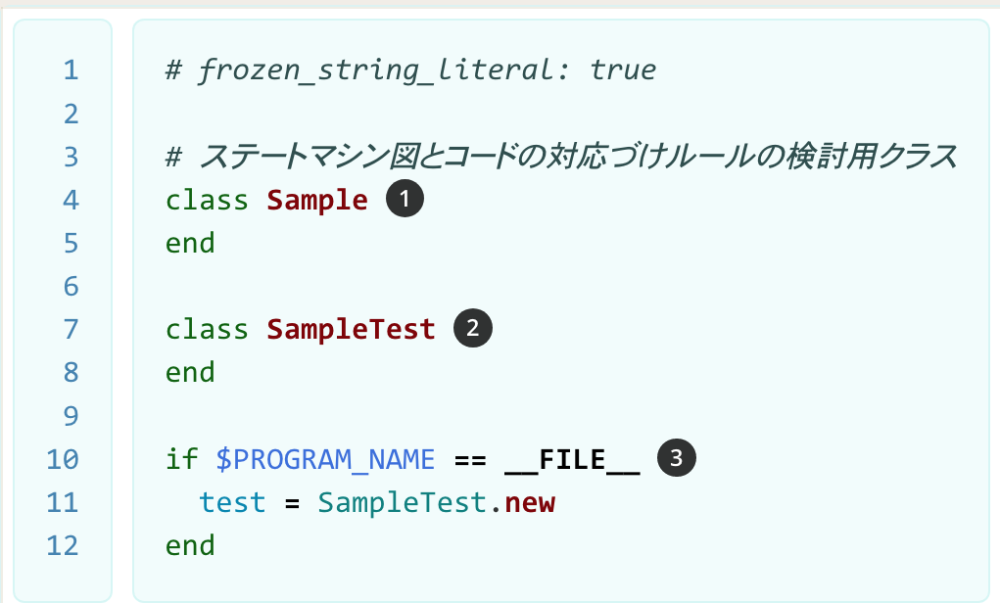 1 # frozen_string_literal: true
2
3 # ステートマシン図とコードの対応づけルールの検討用クラス
4 class Sample 1
5 end
6
7 class SampleTest 2
8 end
9
10 if $PROGRAM_NAME == __FILE__ 3
11   test = SampleTest.new
12 end